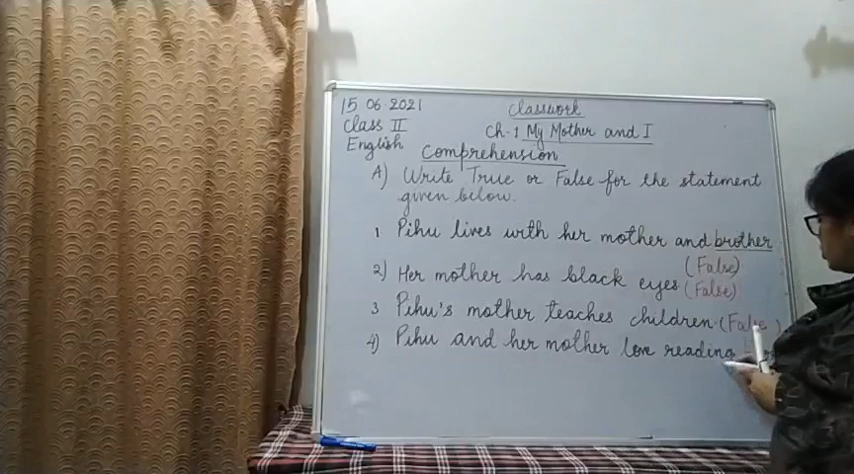 15 06 2021
Classwork
Class II
Ch-1 My Mother and I
English
Comprehension
A) Write True or False for the statement
given below.
1 Pihu lives with her mother and brother
(False)
2) Her mother has black eyes (False)
3 Pihu's mother teaches children. (False)
4) Pihu and her mother love reading